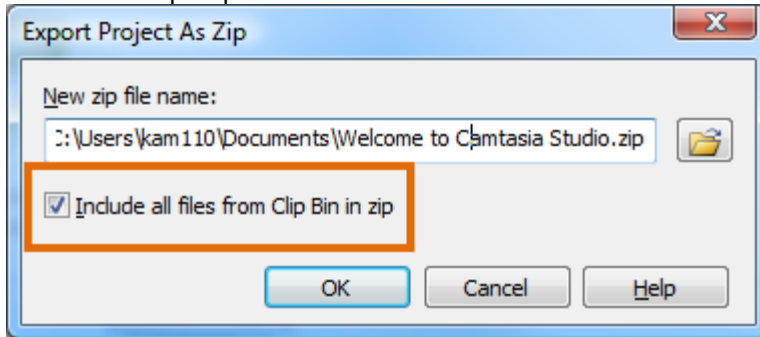 Export Project As Zip
New zip file name:
C:\Users\kam110\Documents\Welcome to Camtasia Studio.zip
Include all files from Clip Bin in zip
OK Cancel Help